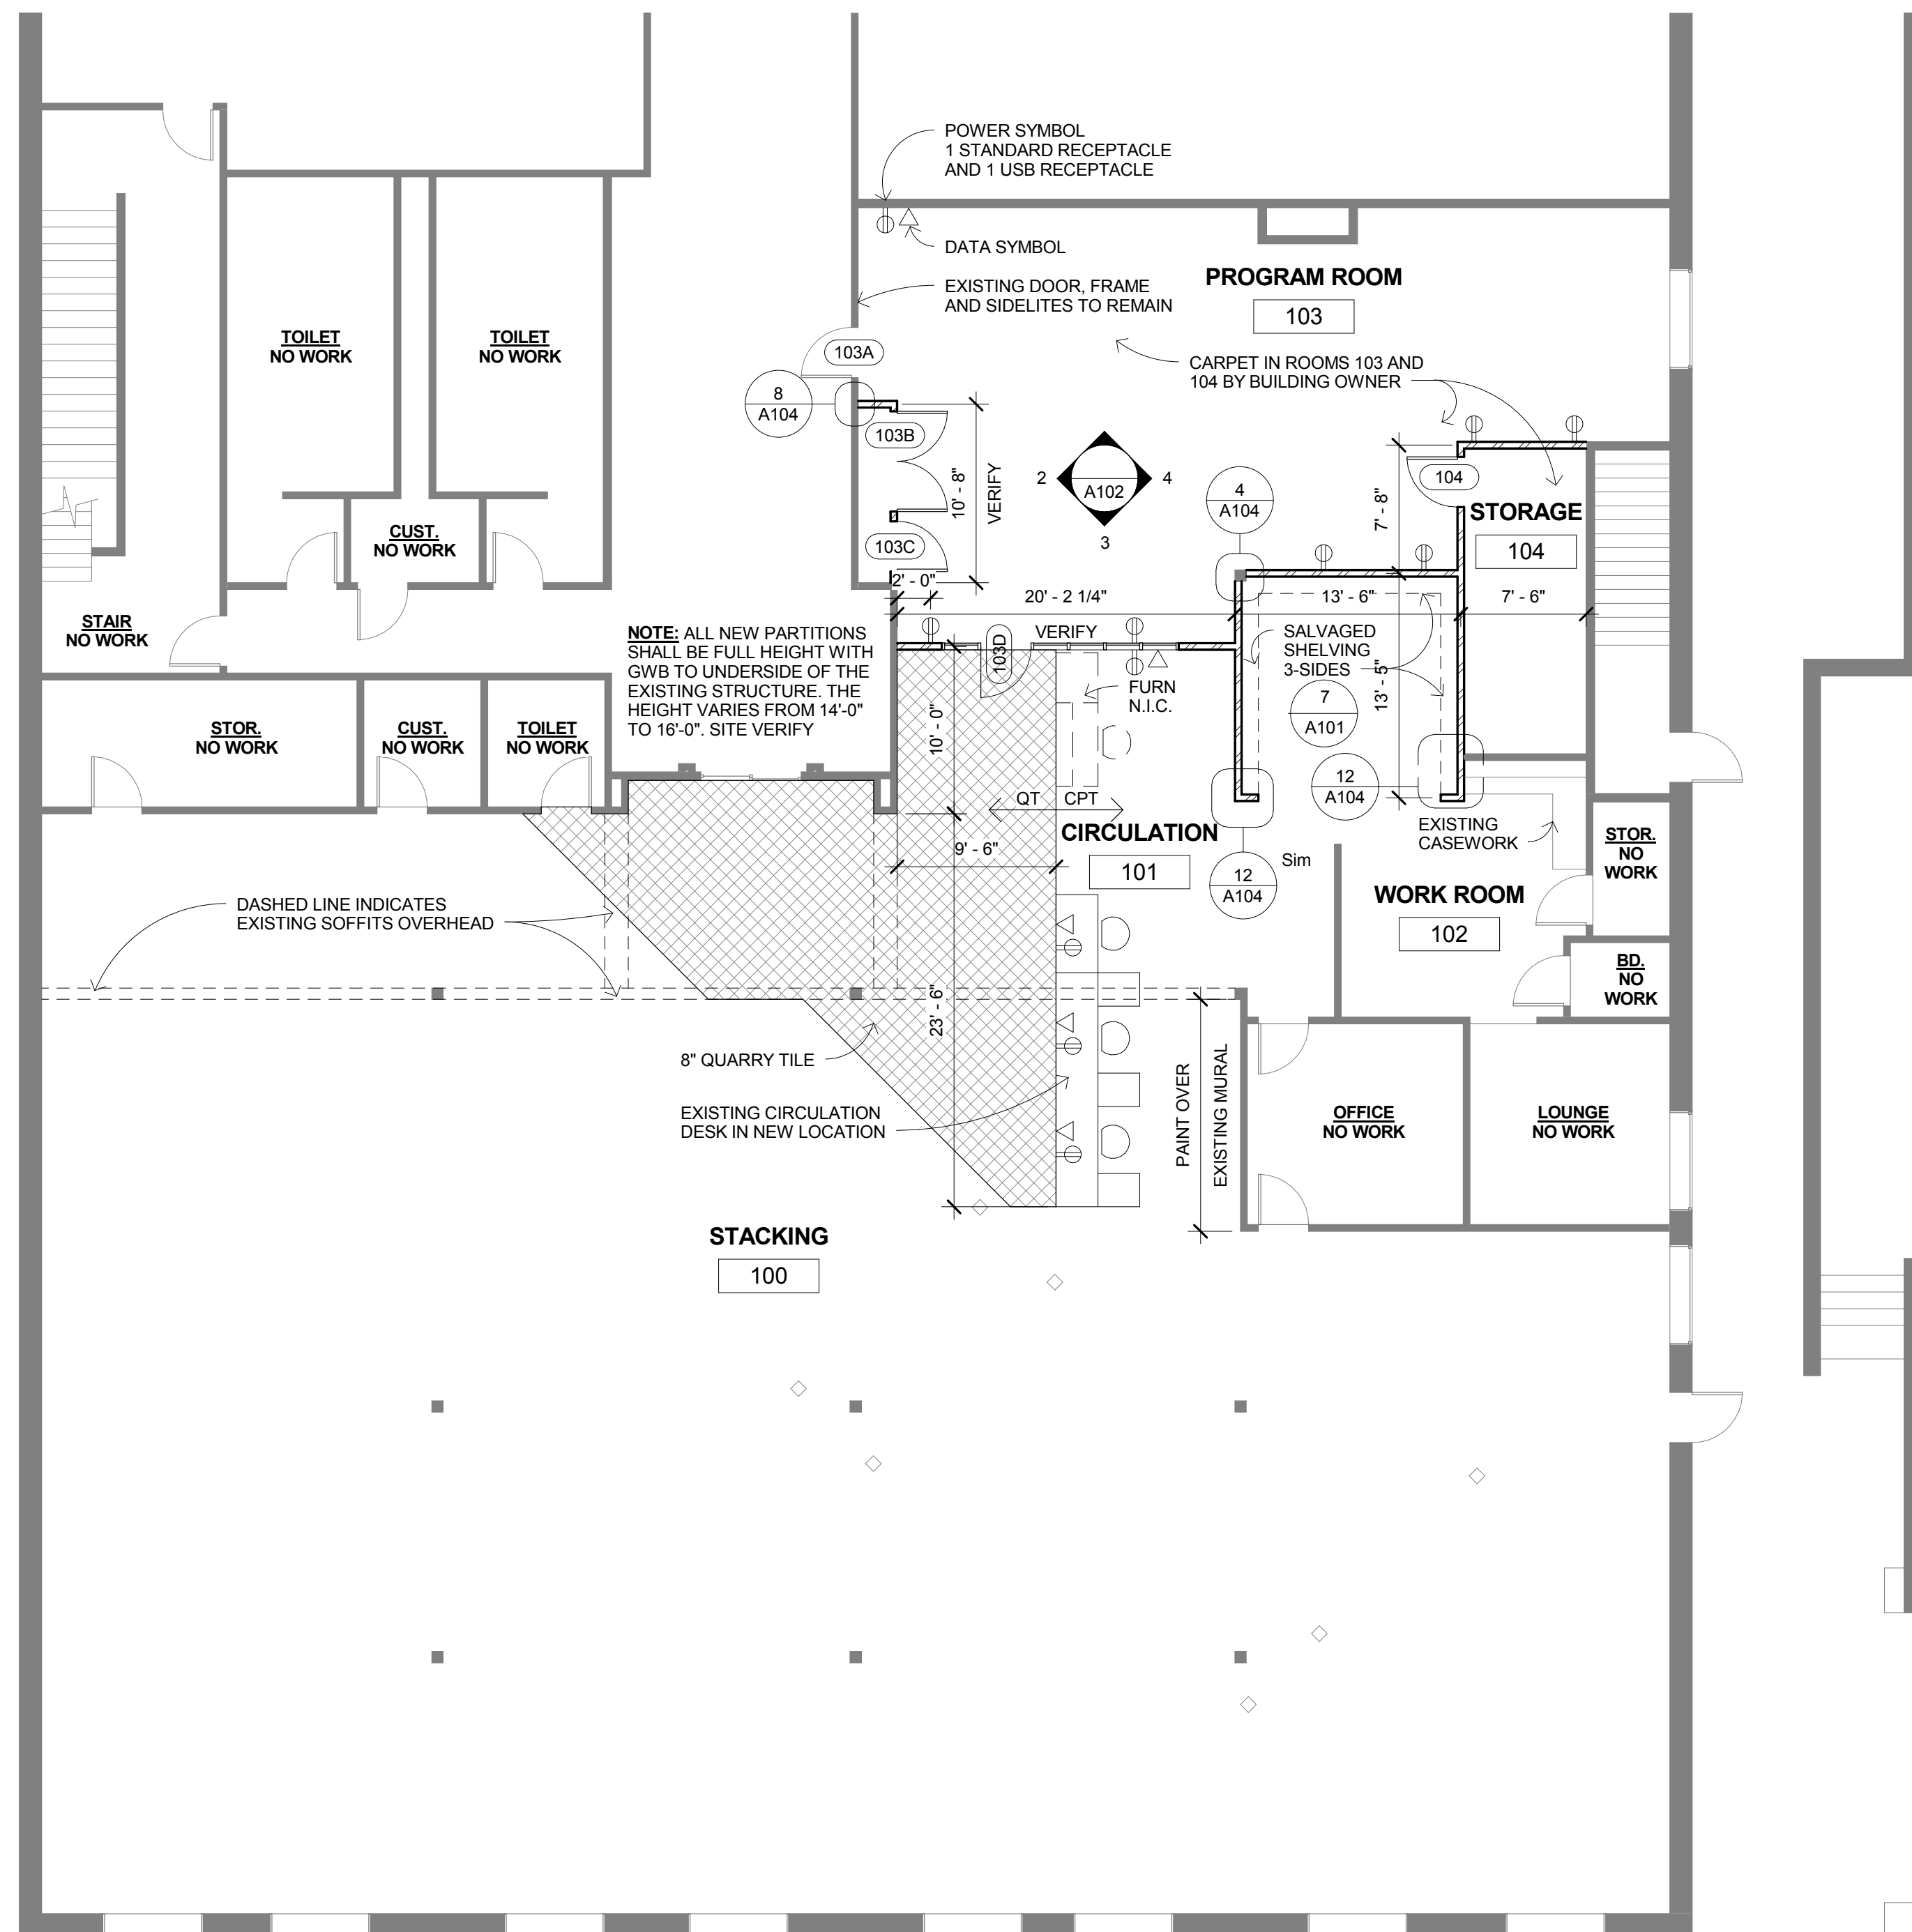 POWER SYMBOL
1 STANDARD RECEPTACLE
AND 1 USB RECEPTACLE
DATA SYMBOL
EXISTING DOOR, FRAME
AND SIDELITES TO REMAIN
PROGRAM ROOM
103
CARPET IN ROOMS 103 AND
104 BY BUILDING OWNER
TOILET
NO WORK
TOILET
NO WORK
103A
8
A104
103B
103C
10' - 8"
VERIFY
2
A102
4
3
4
A104
7' - 8"
104
STORAGE
104
CUST.
NO WORK
STAIR
NO WORK
2' - 0"
20' - 2 1/4"
VERIFY
13' - 6"
7' - 6"
103D
NOTE: ALL NEW PARTITIONS
SHALL BE FULL HEIGHT WITH
GWB TO UNDERSIDE OF THE
EXISTING STRUCTURE. THE
HEIGHT VARIES FROM 14'-0"
TO 16'-0". SITE VERIFY
SALVAGED
SHELVING
3-SIDES
13' - 5"
7
A101
FURN
N.I.C.
10' - 0"
STOR.
NO WORK
CUST.
NO WORK
TOILET
NO WORK
12
A104
QT
CPT
CIRCULATION
101
9' - 6"
EXISTING
CASEWORK
STOR.
NO
WORK
Sim
12
A104
WORK ROOM
102
DASHED LINE INDICATES
EXISTING SOFFITS OVERHEAD
BD.
NO
WORK
23' - 6"
8" QUARRY TILE
EXISTING CIRCULATION
DESK IN NEW LOCATION
PAINT OVER
EXISTING MURAL
OFFICE
NO WORK
LOUNGE
NO WORK
STACKING
100